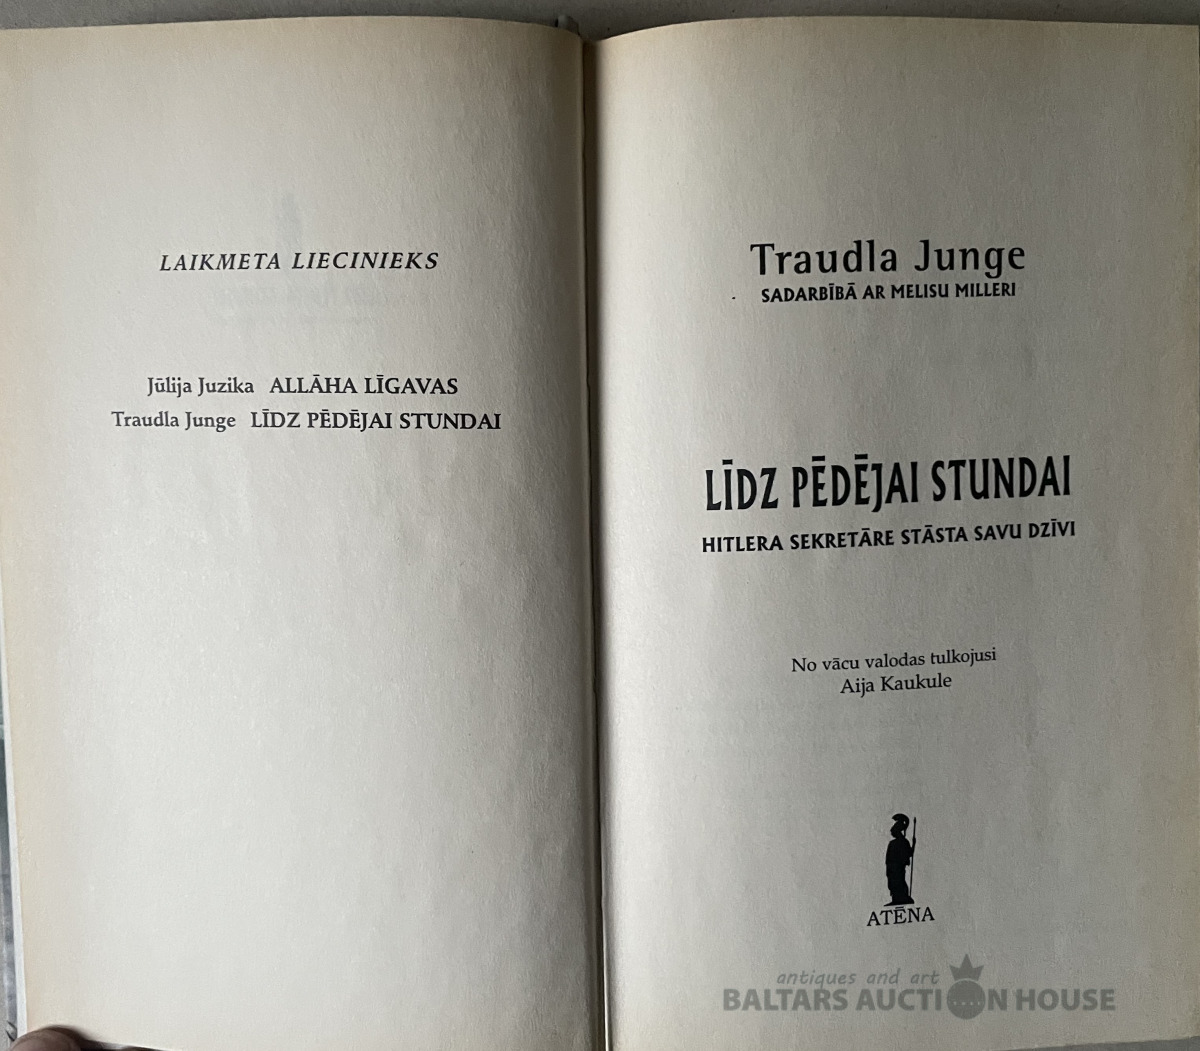 LAIKMETA LIECINIEKS
Jūlija Juzika ALLĀHA LĪGAVAS
Traudla Junge LĪDZ PĒDĒJAI STUNDAI
Traudla Junge
SADARBĪBĀ AR MELISU MILLERI
LĪDZ PĒDĒJAI STUNDAI
HITLERA SEKRETĀRE STĀSTA SAVU DZĪVI
No vācu valodas tulkojusi
Aija Kaukule
ATĒNA
antiques and art
BALTARS AUCTION HOUSE